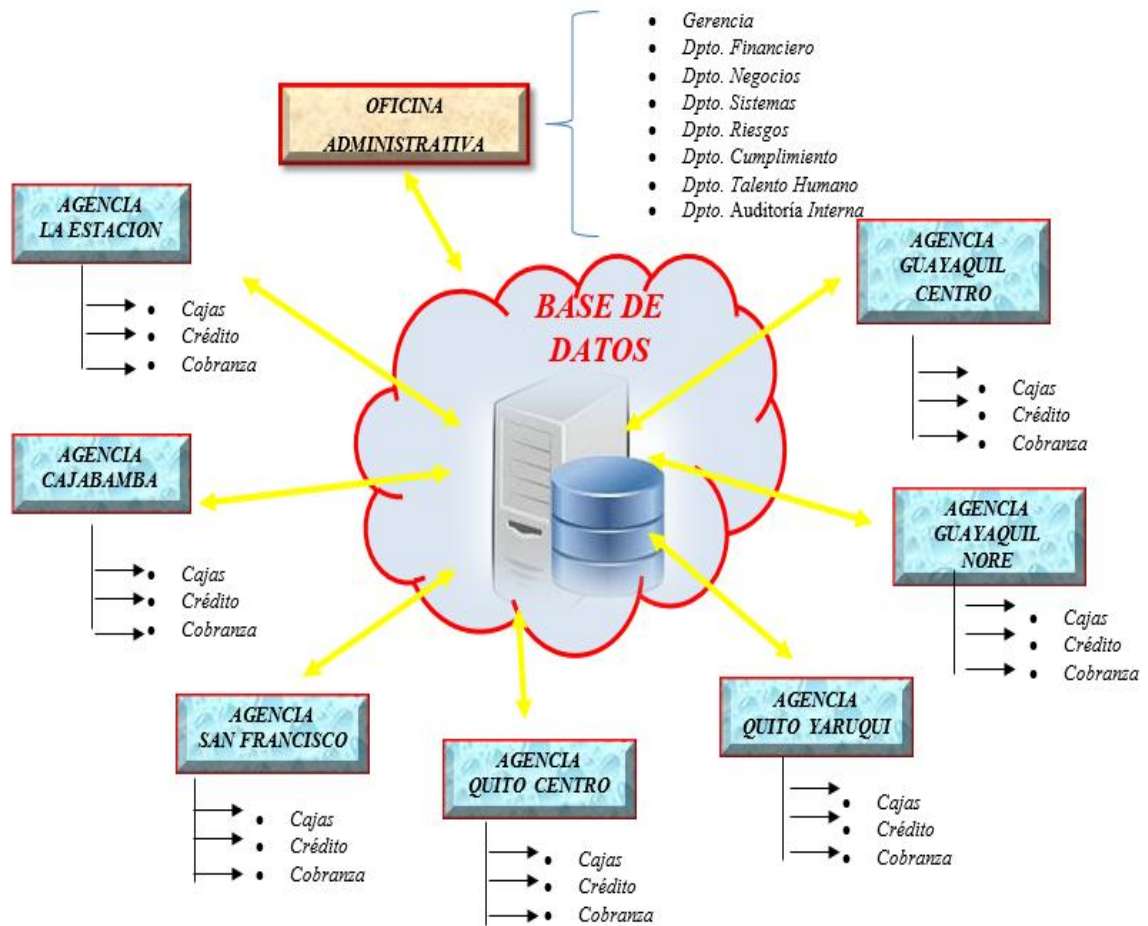 OFICINA
ADMINISTRATIVA
• Gerencia
• Dpto. Financiero
• Dpto. Negocios
• Dpto. Sistemas
• Dpto. Riesgos
• Dpto. Cumplimiento
• Dpto. Talento Humano
• Dpto. Auditoría Interna
AGENCIA
LA ESTACION
• Cajas
• Crédito
• Cobranza
BASE DE
DATOS
AGENCIA
GUAYAQUIL
CENTRO
• Cajas
• Crédito
• Cobranza
AGENCIA
CAJABAMBA
• Cajas
• Crédito
• Cobranza
AGENCIA
GUAYAQUIL
NORE
• Cajas
• Crédito
• Cobranza
AGENCIA
SAN FRANCISCO
• Cajas
• Crédito
• Cobranza
AGENCIA
QUITO CENTRO
• Cajas
• Crédito
• Cobranza
AGENCIA
QUITO YARUQUI
• Cajas
• Crédito
• Cobranza